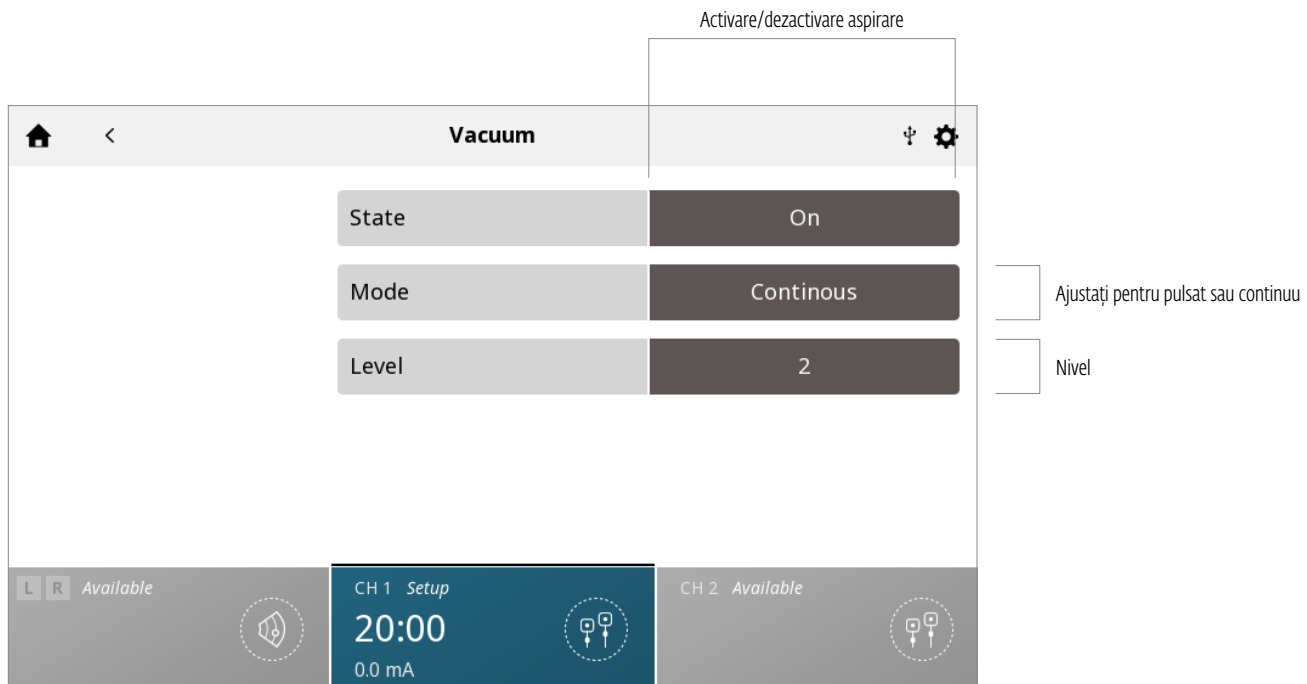 Activare/dezactivare aspirare
Vacuum
State On
Mode Continous
Ajustați pentru pulsat sau continuu
Level 2
Nivel
L R Available
CH 1 Setup
CH 2 Available
20:00
0.0 mA